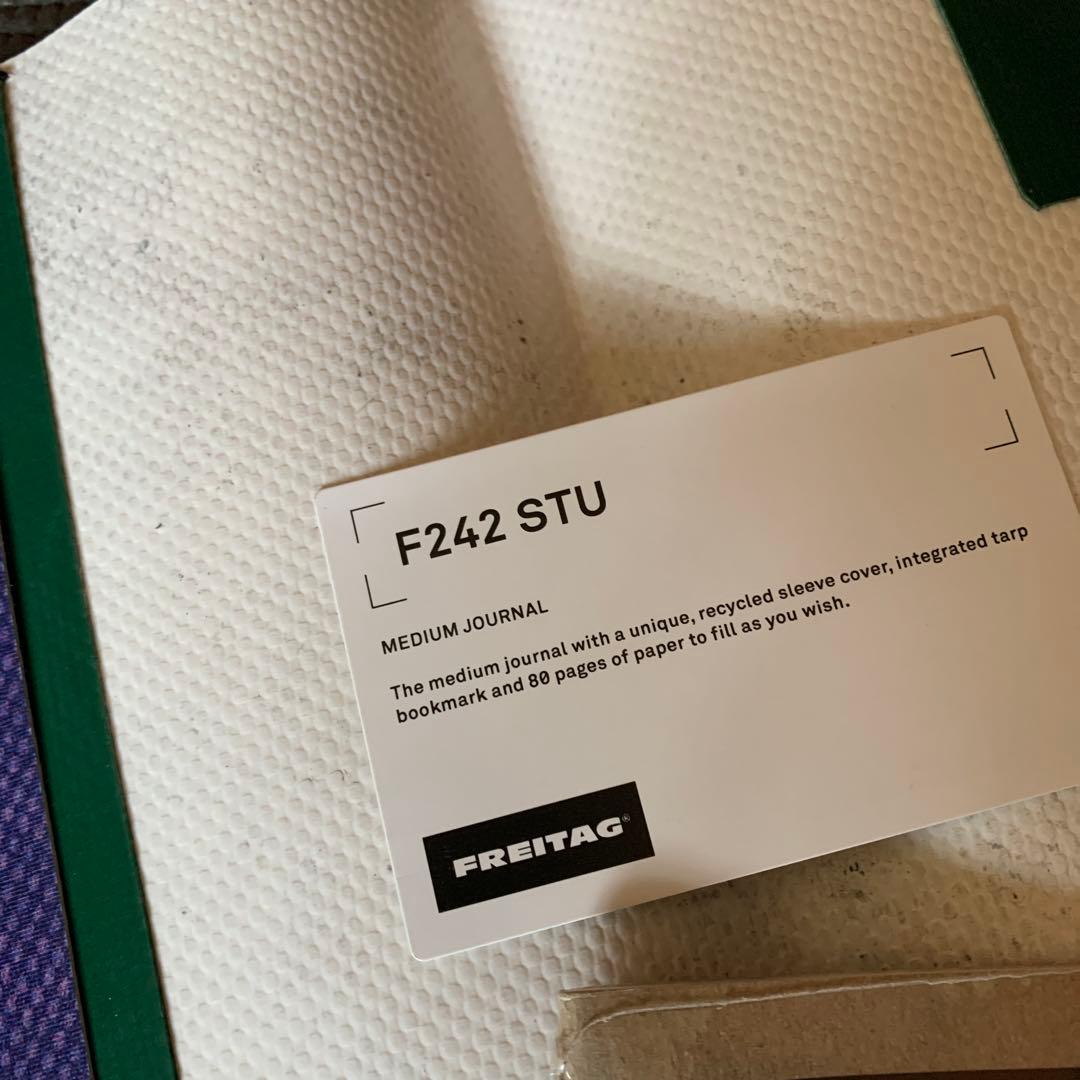 F242 STU
MEDIUM JOURNAL
The medium journal with a unique, recycled sleeve cover, integrated tarp
bookmark and 80 pages of paper to fill as you wish.
FREITAG®